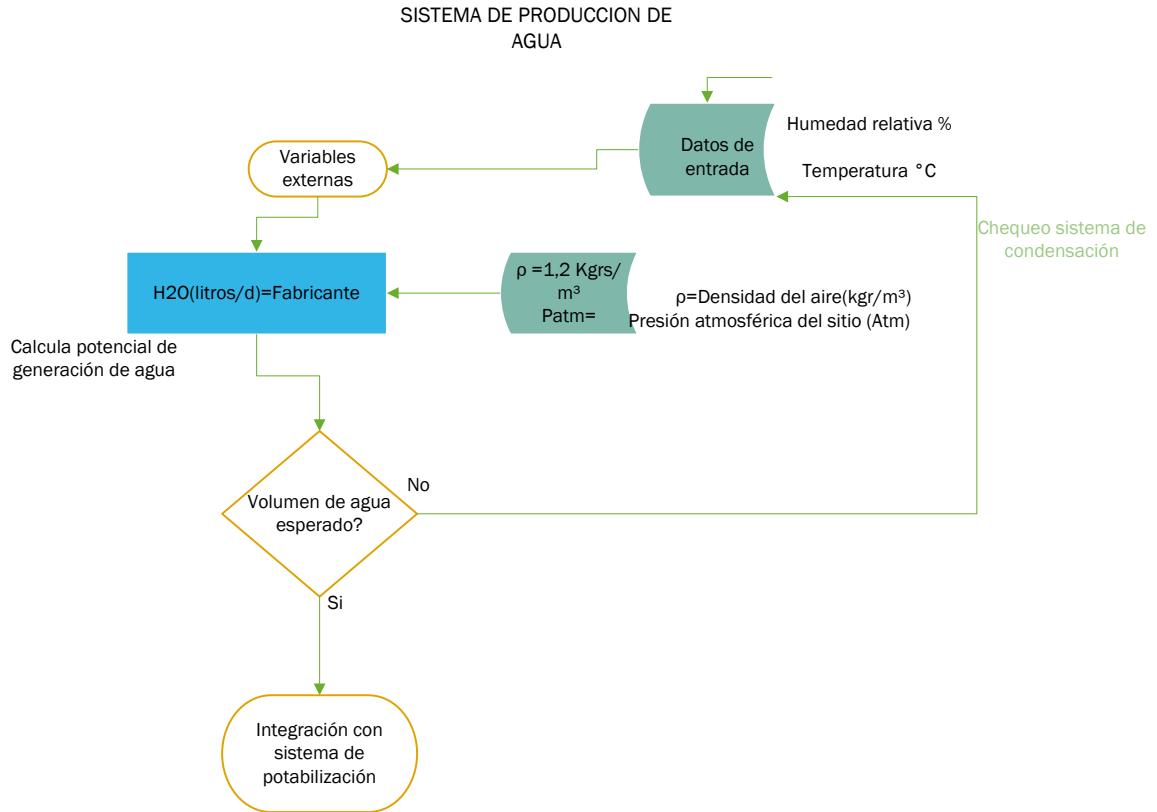 SISTEMA DE PRODUCCION DE
AGUA
Humedad relativa %
Datos de
entrada
Temperatura °C
Variables
externas
Chequeo sistema de
condensación
H2O(litros/d)=Fabricante
ρ =1,2 Kgrs/
m³
Patm=
ρ=Densidad del aire(kgr/m³)
Presión atmosférica del sitio (Atm)
Calcula potencial de
generación de agua
No
Volumen de agua
esperado?
Si
Integración con
sistema de
potabilización